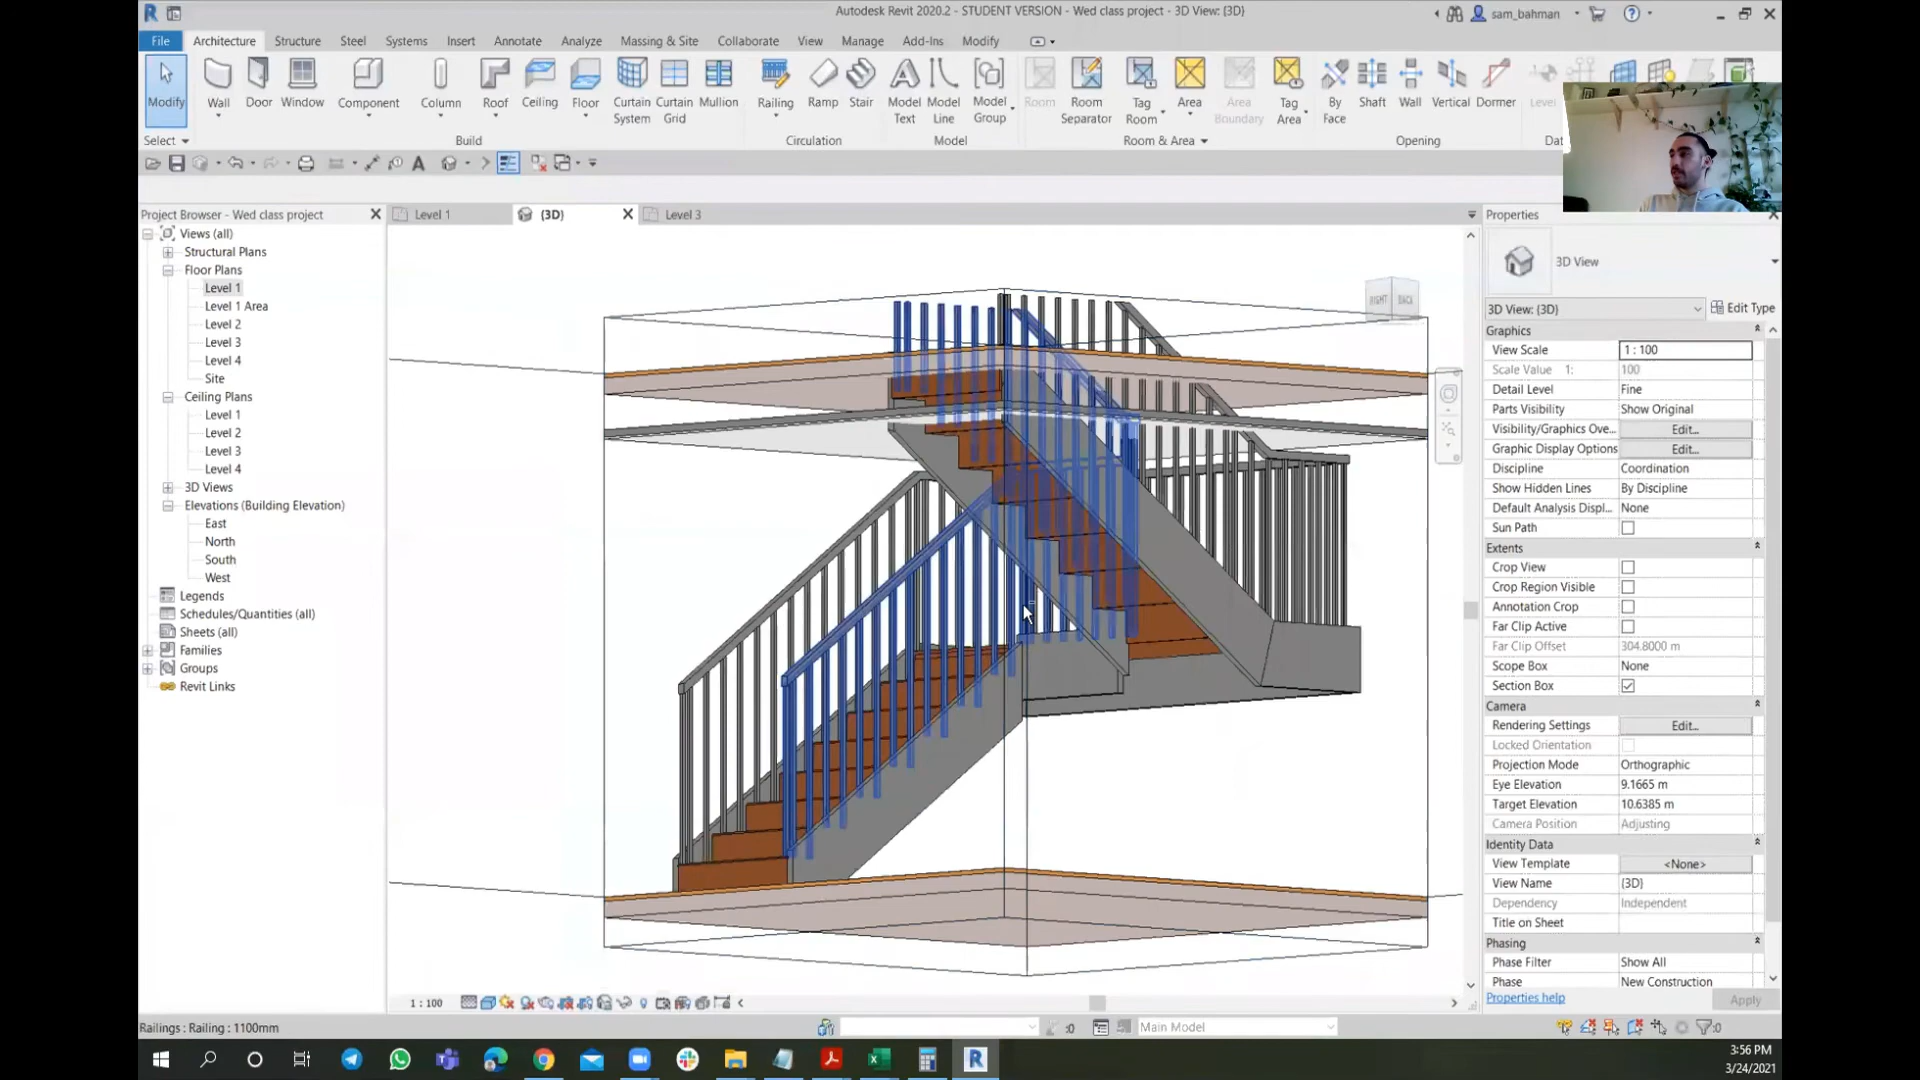 Autodesk Revit 2020.2 - STUDENT VERSION - Wed class project - 3D View: {3D}
sam_bahman
File Architecture Structure Steel Systems Insert Annotate Analyze Massing & Site Collaborate View Manage Add-Ins Modify
Modify Wall Door Window Component Column Roof Ceiling Floor Curtain System Curtain Grid Mullion Railing Ramp Stair Model Text Model Line Model Group Room Room Separator Tag Room Area Area Boundary Tag Area By Face Shaft Wall Vertical Dormer Level
Select Build Circulation Model Room & Area Opening Dat
Project Browser - Wed class project
Level 1
{3D}
Level 3
Views (all)
Structural Plans
Floor Plans
Level 1
Level 1 Area
Level 2
Level 3
Level 4
Site
Ceiling Plans
Level 1
Level 2
Level 3
Level 4
3D Views
Elevations (Building Elevation)
East
North
South
West
Legends
Schedules/Quantities (all)
Sheets (all)
Families
Groups
Revit Links
RIGHT BACK
Properties
3D View
3D View: {3D} Edit Type
Graphics
View Scale 1 : 100
Scale Value 1: 100
Detail Level Fine
Parts Visibility Show Original
Visibility/Graphics Ove... Edit...
Graphic Display Options Edit...
Discipline Coordination
Show Hidden Lines By Discipline
Default Analysis Displ... None
Sun Path
Extents
Crop View
Crop Region Visible
Annotation Crop
Far Clip Active
Far Clip Offset 304.8000 m
Scope Box None
Section Box
Camera
Rendering Settings Edit...
Locked Orientation
Projection Mode Orthographic
Eye Elevation 9.1665 m
Target Elevation 10.6385 m
Camera Position Adjusting
Identity Data
View Template <None>
View Name {3D}
Dependency Independent
Title on Sheet
Phasing
Phase Filter Show All
Phase New Construction
Properties help Apply
1 : 100
Railings : Railing : 1100mm
:0
Main Model
:0
3:56 PM
3/24/2021